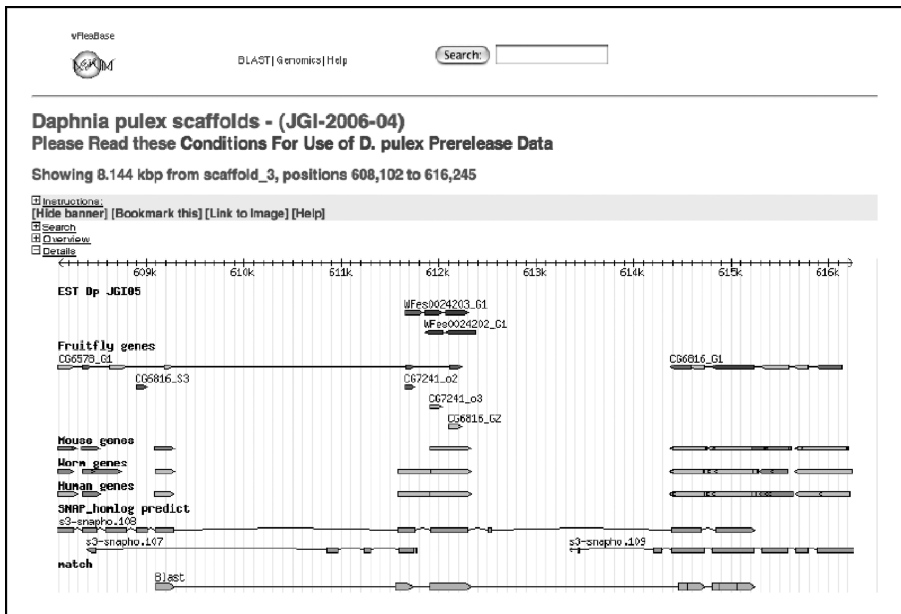 vFleaBase
BLAST| Genomics| Help
Search:
Daphnia pulex scaffolds - (JGI-2006-04)
Please Read these Conditions For Use of D. pulex Prerelease Data
Showing 8.144 kbp from scaffold_3, positions 608,102 to 616,245
Instructions:
[Hide banner] [Bookmark this] [Link to Image] [Help]
Search
Overview
Details
609k 610k 611k 612k 613k 614k 615k 616k
EST Dp JGI05
WFes0024203_G1
WFes0024202_G1
Fruitfly genes
CG6578_G1 CG6816_G1
CG6816_S3 CG7241_o2
CG7241_o3
CG6816_G2
Mouse genes
Worm genes
Human genes
SNAP_homlog predict
s3-snapho.108
s3-snapho.107 s3-snapho.109
match
Blast